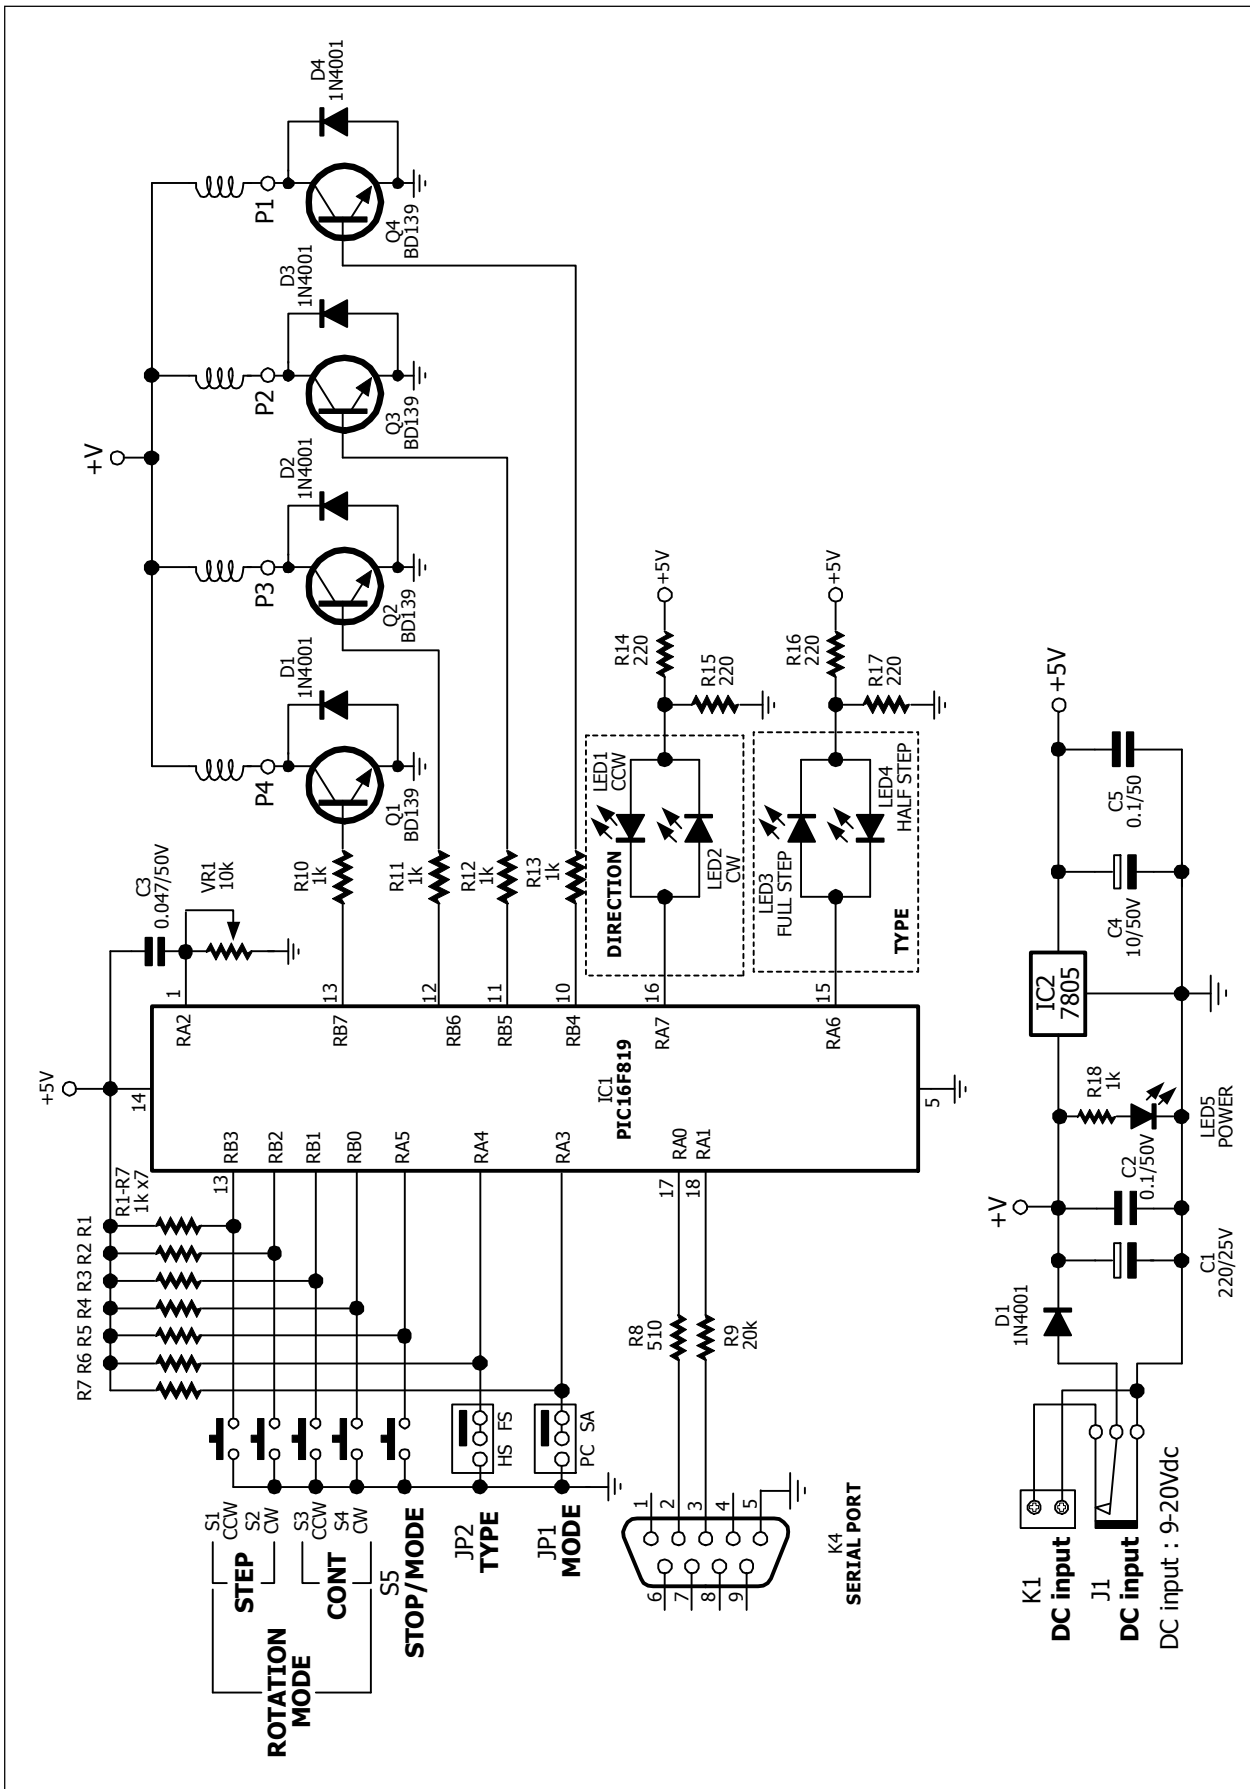 +5V
14
R1-R7
1k x7
R1
R2
R3
R4
R5
R6
R7
C3
0.047/50V
VR1
10k
1
RA2
13
RB7
12
RB6
11
RB5
10
RB4
16
RA7
15
RA6
5
IC1
PIC16F819
13
RB3
RB2
RB1
RB0
RA5
RA4
RA3
17
RA0
18
RA1
R10
1k
R11
1k
R12
1k
R13
1k
+V
P4
P3
P2
P1
D1
1N4001
D2
1N4001
D3
1N4001
D4
1N4001
Q1
BD139
Q2
BD139
Q3
BD139
Q4
BD139
DIRECTION
LED1
CCW
LED2
CW
R14
220
+5V
R15
220
LED3
FULL STEP
LED4
HALF STEP
TYPE
R16
220
+5V
R17
220
S1
CCW
S2
CW
STEP
S3
CCW
S4
CW
CONT
ROTATION
MODE
S5
STOP/MODE
JP2
TYPE
HS FS
JP1
MODE
PC SA
R8
510
R9
20k
1
2
3
4
5
6
7
8
9
K4
SERIAL PORT
K1
DC input
J1
DC input
DC input : 9-20Vdc
D1
1N4001
+V
C1
220/25V
C2
0.1/50V
R18
1k
LED5
POWER
IC2
7805
C4
10/50V
C5
0.1/50
+5V